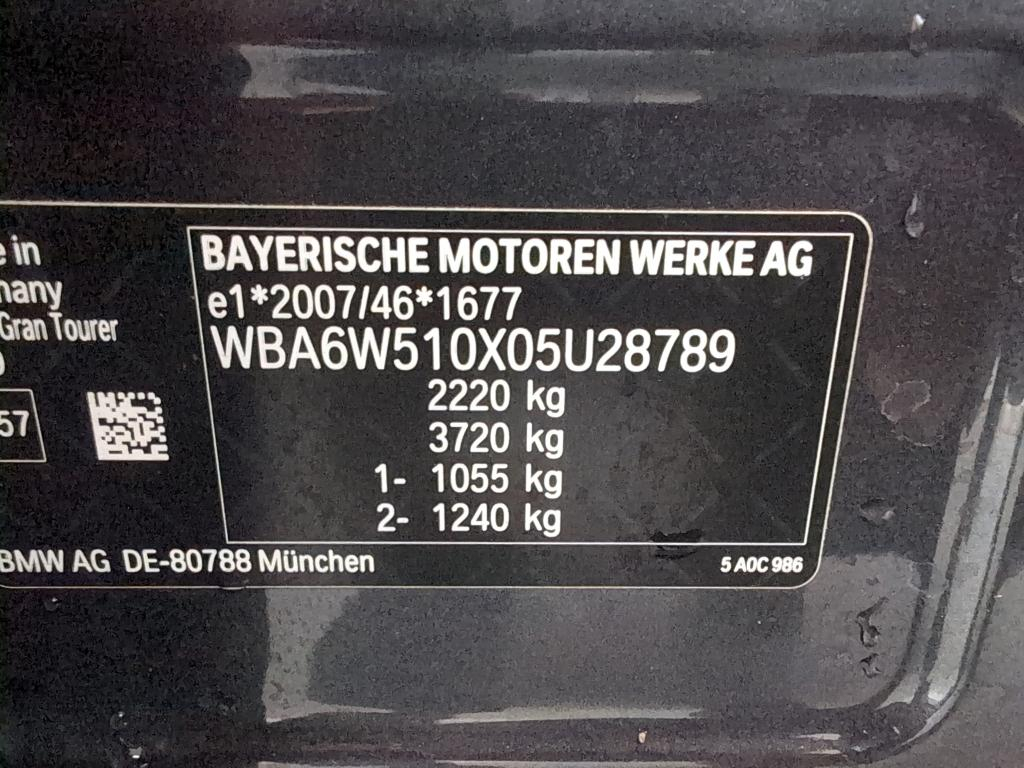 e in
many
Gran Tourer
57
BAYERISCHE MOTOREN WERKE AG
e1*2007/46*1677
WBA6W510X05U28789
2220 kg
3720 kg
1- 1055 kg
2- 1240 kg
BMW AG DE-80788 München
5 A0C 986